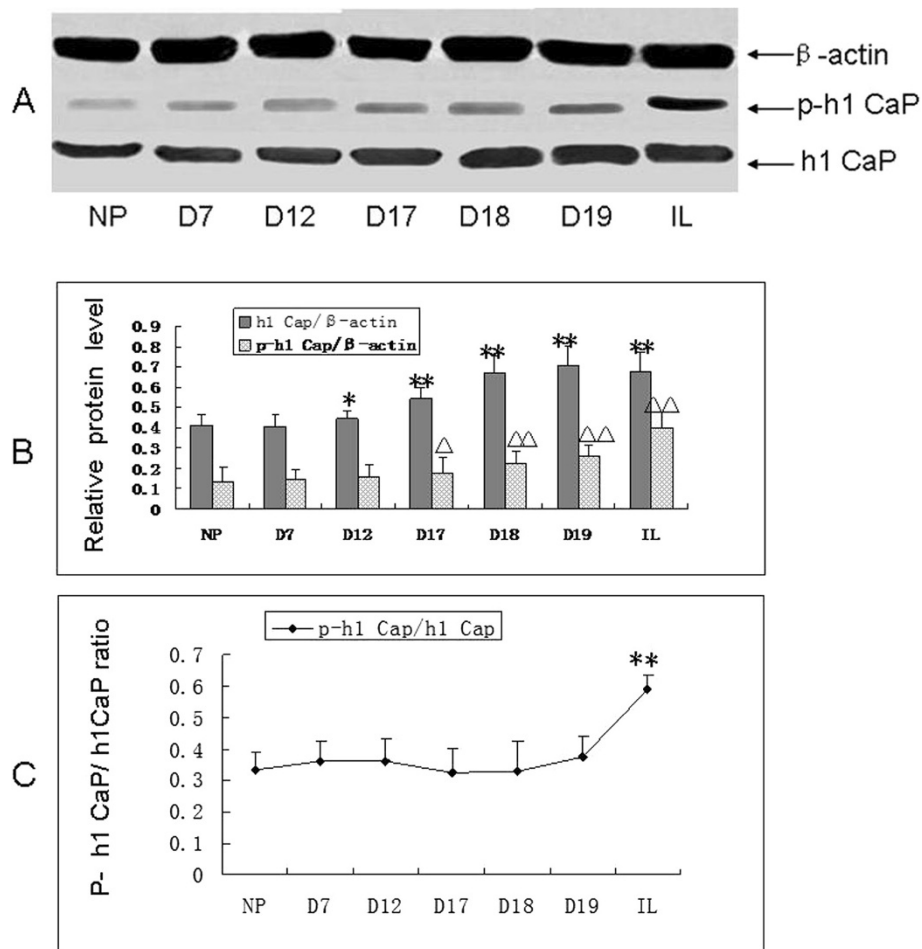 A
β-actin
p-h1 CaP
h1 CaP
NP D7 D12 D17 D18 D19 IL
B
Relative protein level
h1 Cap/β-actin
p-h1 Cap/β-actin
0.9
0.8
0.7
0.6
0.5
0.4
0.3
0.2
0.1
0
* ** ** ** **
△ △△ △△ △△
NP D7 D12 D17 D18 D19 IL
C
P- h1 CaP/ h1CaP ratio
p-h1 Cap/h1 Cap
0.7
0.6
0.5
0.4
0.3
0.2
0.1
0
**
NP D7 D12 D17 D18 D19 IL